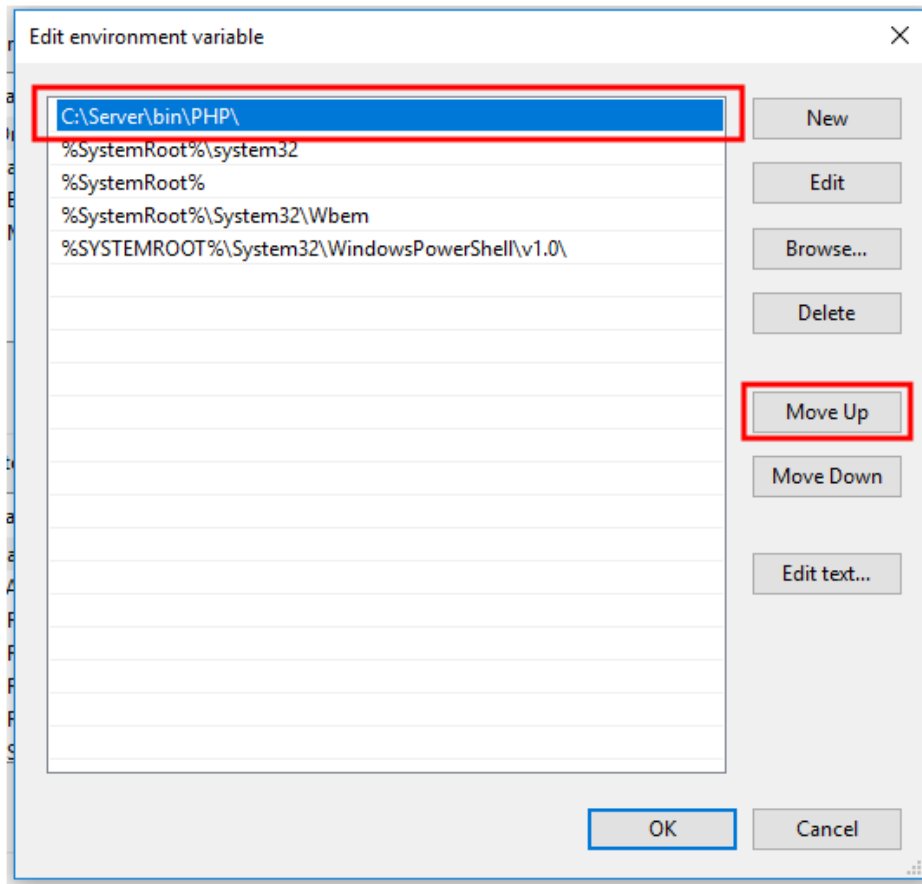 Edit environment variable
C:\Server\bin\PHP\
%SystemRoot%\system32
%SystemRoot%
%SystemRoot%\System32\Wbem
%SYSTEMROOT%\System32\WindowsPowerShell\v1.0\
New
Edit
Browse...
Delete
Move Up
Move Down
Edit text...
OK
Cancel